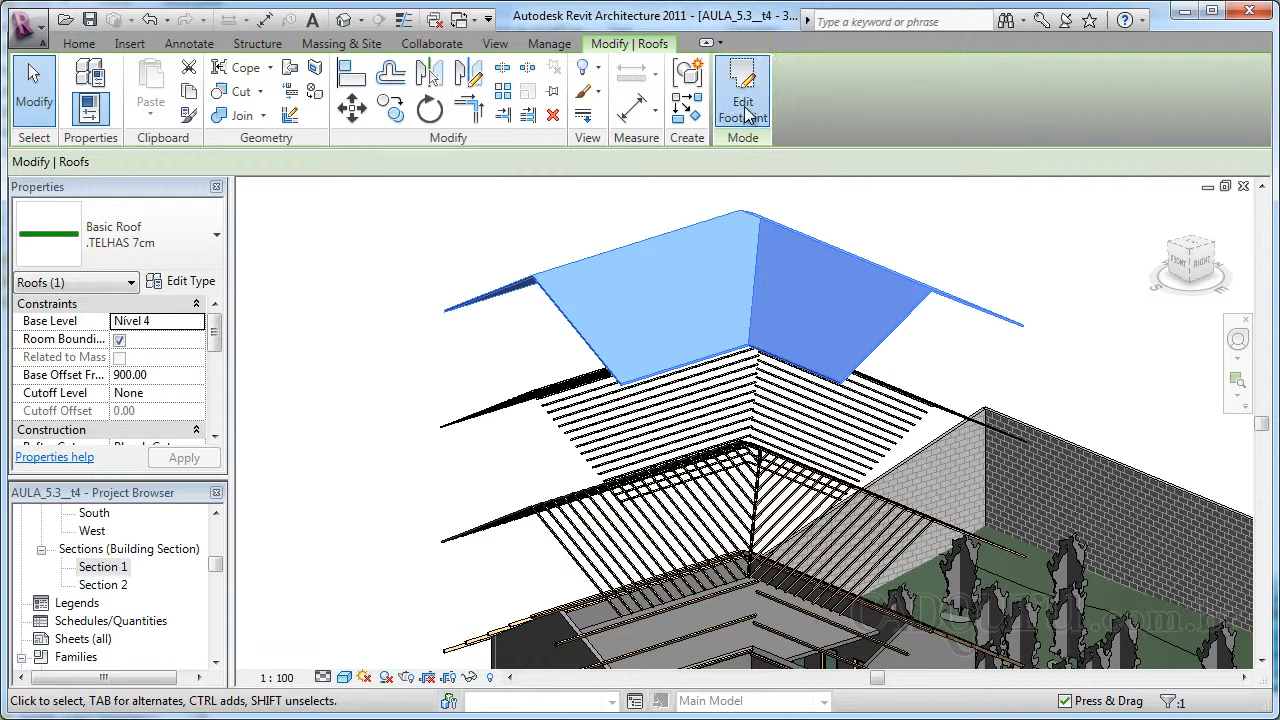 Autodesk Revit Architecture 2011 - [AULA_5.3__t4 - 3...
Type a keyword or phrase
Home Insert Annotate Structure Massing & Site Collaborate View Manage Modify | Roofs
Modify Paste Cope Cut Join Edit
Select Properties Clipboard Geometry Modify View Measure Create Mode
Modify | Roofs
Properties
Basic Roof
.TELHAS 7cm
Roofs (1) Edit Type
Constraints
Base Level Nível 4
Room Boundi...
Related to Mass
Base Offset Fr... 900.00
Cutoff Level None
Cutoff Offset 0.00
Construction
Properties help Apply
AULA_5.3__t4 - Project Browser
South
West
Sections (Building Section)
Section 1
Section 2
Legends
Schedules/Quantities
Sheets (all)
Families
FRONT RIGHT
S E
1 : 100
Click to select, TAB for alternates, CTRL adds, SHIFT unselects.
Main Model
Press & Drag
:1